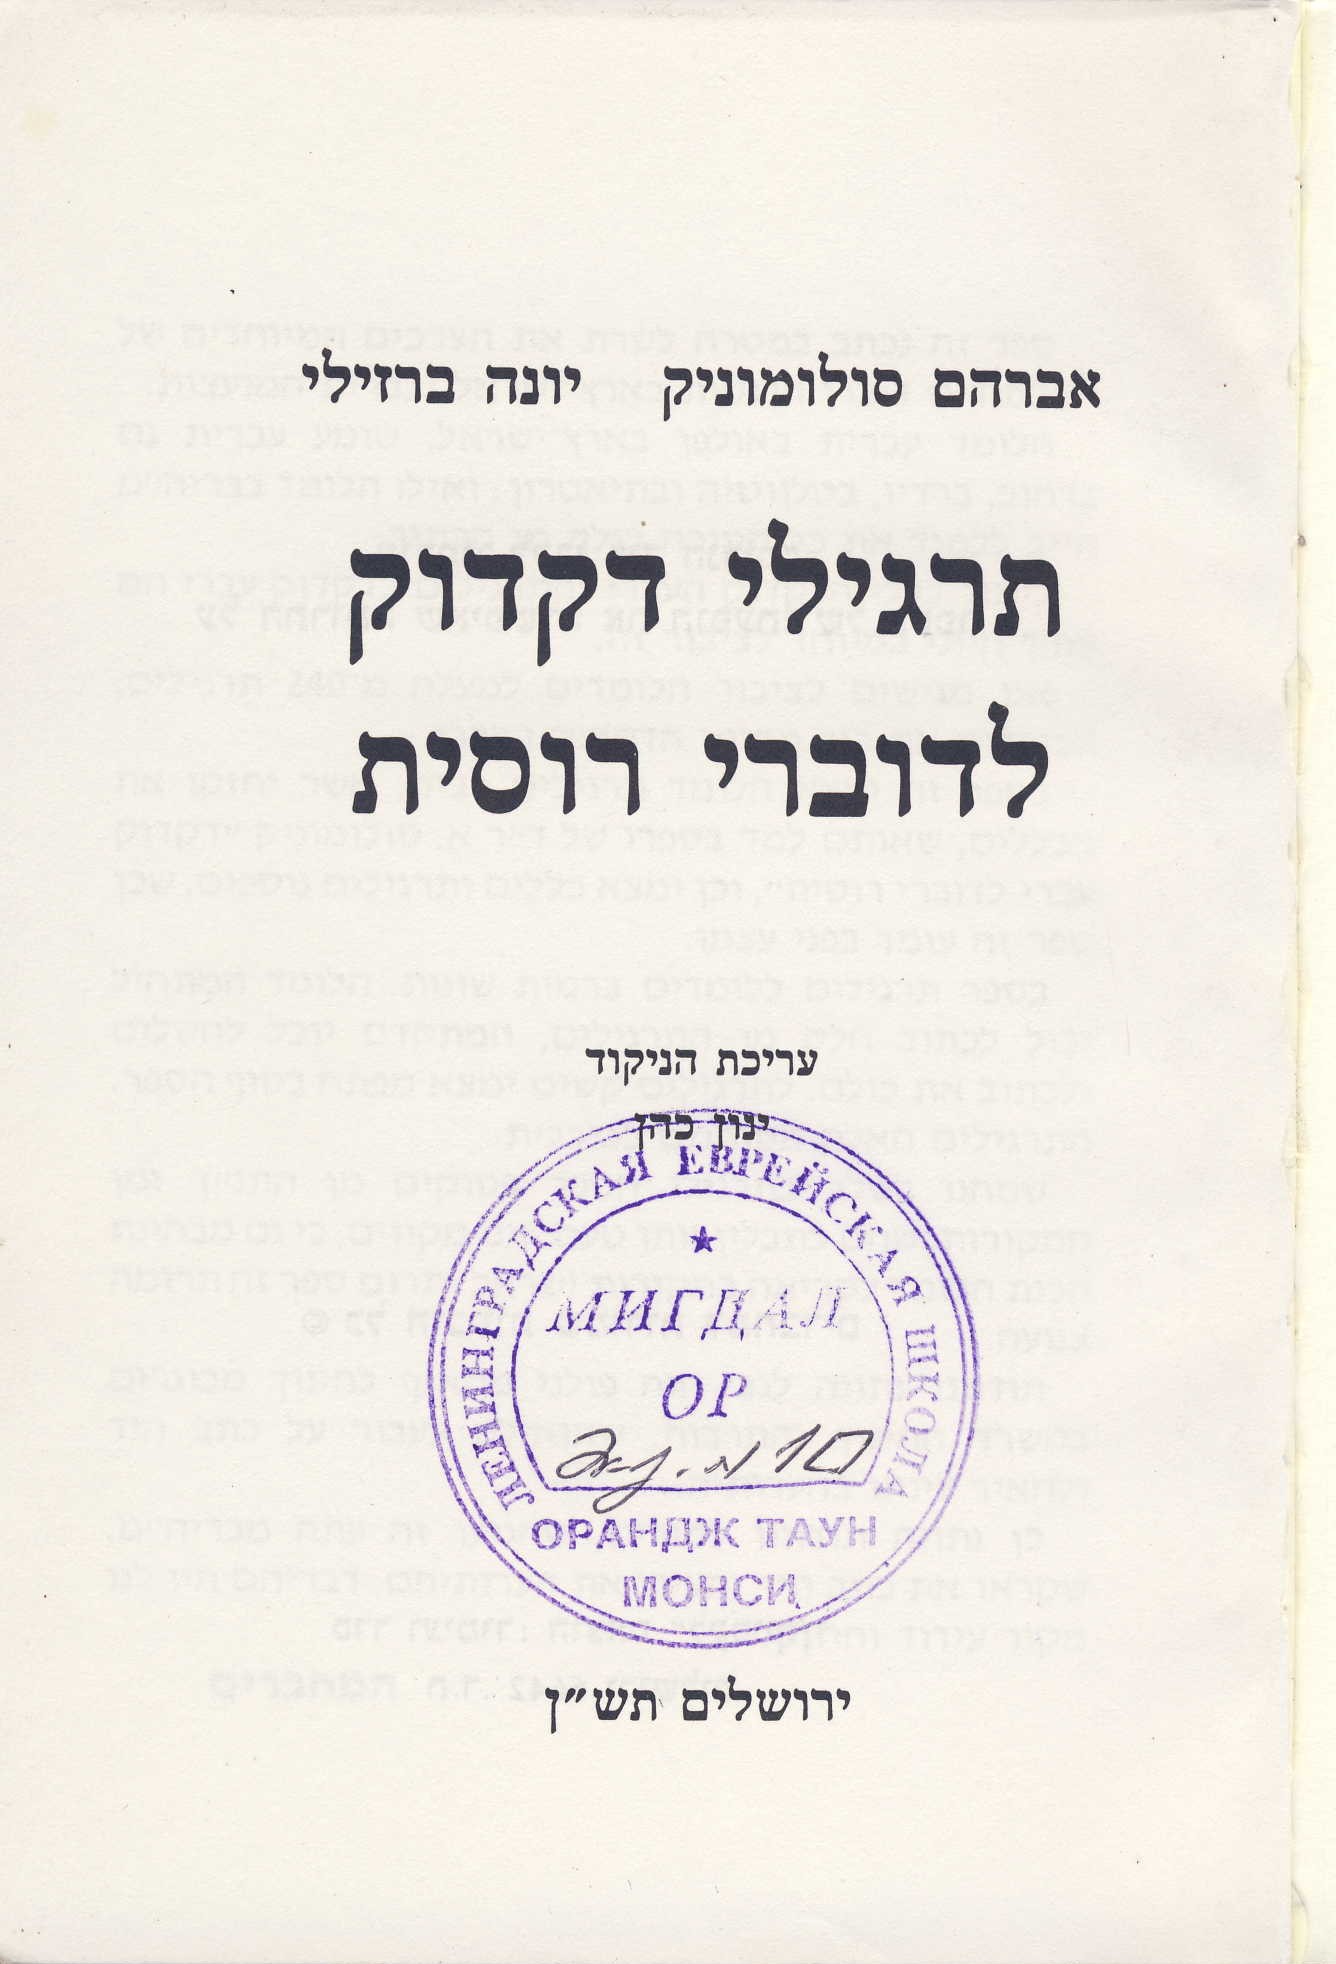 אברהם סולומוניק יונה ברזילי
תרגילי דקדוק
לדוברי רוסית
עריכת הניקוד
ינון כהן
ЛЕНИНГРАДСКАЯ ЕВРЕЙСКАЯ ШКОЛА
МИГДАЛ
ОР
ОРАНДЖ ТАУН
МОНСИ
ירושלים תש״ן